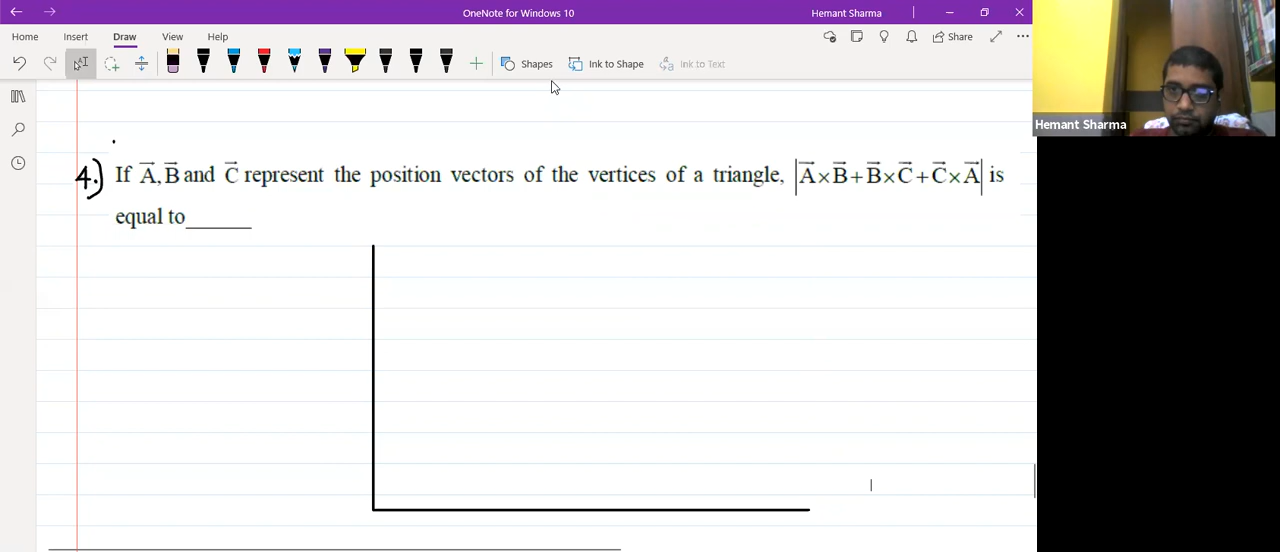 OneNote for Windows 10
Hemant Sharma
Home Insert Draw View Help
Share
Shapes Ink to Shape Ink to Text
Hemant Sharma
4.) If A⃗, B⃗ and C⃗ represent the position vectors of the vertices of a triangle, |A⃗×B⃗+B⃗×C⃗+C⃗×A⃗| is
equal to______